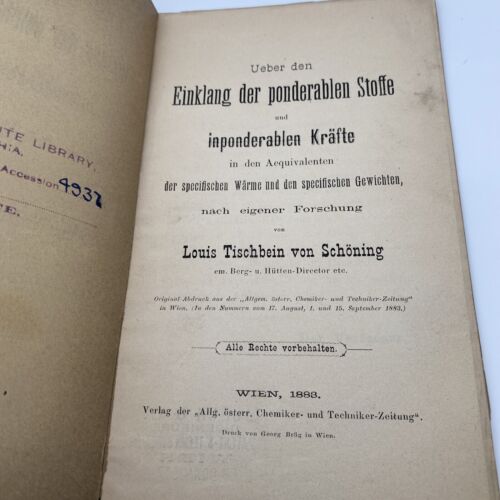 TE LIBRARY,
HIA.
Accession 4937
E.
Ueber den
Einklang der ponderablen Stoffe
und
inponderablen Kräfte
in den Aequivalenten
der specifischen Wärme und den specifischen Gewichten,
nach eigener Forschung
von
Louis Tischbein von Schöning
em. Berg- u. Hütten-Director etc.
Original Abdruck aus der „Allgem. österr. Chemiker- und Techniker-Zeitung"
in Wien. (In den Nummern vom 17. August, 1. und 15. September 1883.)
Alle Rechte vorbehalten.
WIEN, 1883.
Verlag der „Allg. österr. Chemiker- und Techniker-Zeitung".
Druck von Georg Brög in Wien.